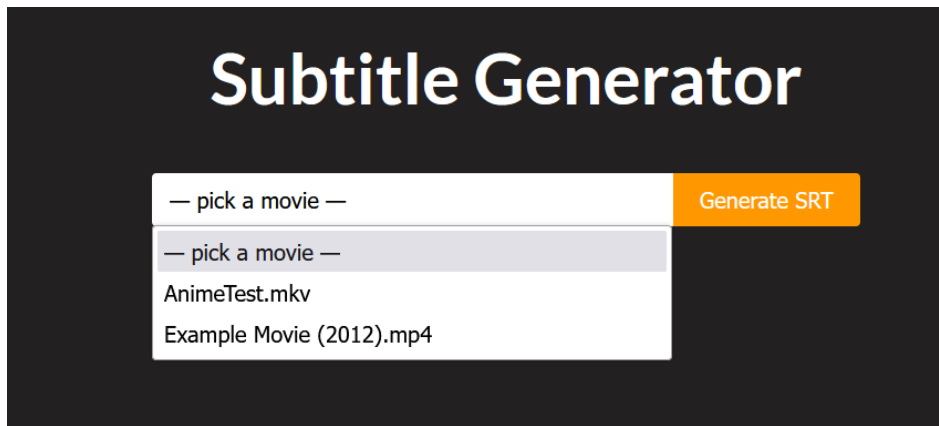 Subtitle Generator
— pick a movie — Generate SRT
— pick a movie —
AnimeTest.mkv
Example Movie (2012).mp4